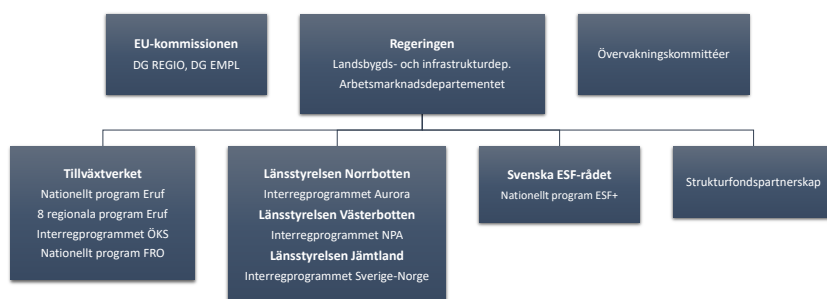 EU-kommissionen
DG REGIO, DG EMPL
Regeringen
Landsbygds- och infrastrukturdep.
Arbetsmarknadsdepartementet
Övervakningskommittéer
Tillväxtverket
Nationellt program Eruf
8 regionala program Eruf
Interregprogrammet ÖKS
Nationellt program FRO
Länsstyrelsen Norrbotten
Interregprogrammet Aurora
Länsstyrelsen Västerbotten
Interregprogrammet NPA
Länsstyrelsen Jämtland
Interregprogrammet Sverige-Norge
Svenska ESF-rådet
Nationellt program ESF+
Strukturfondspartnerskap